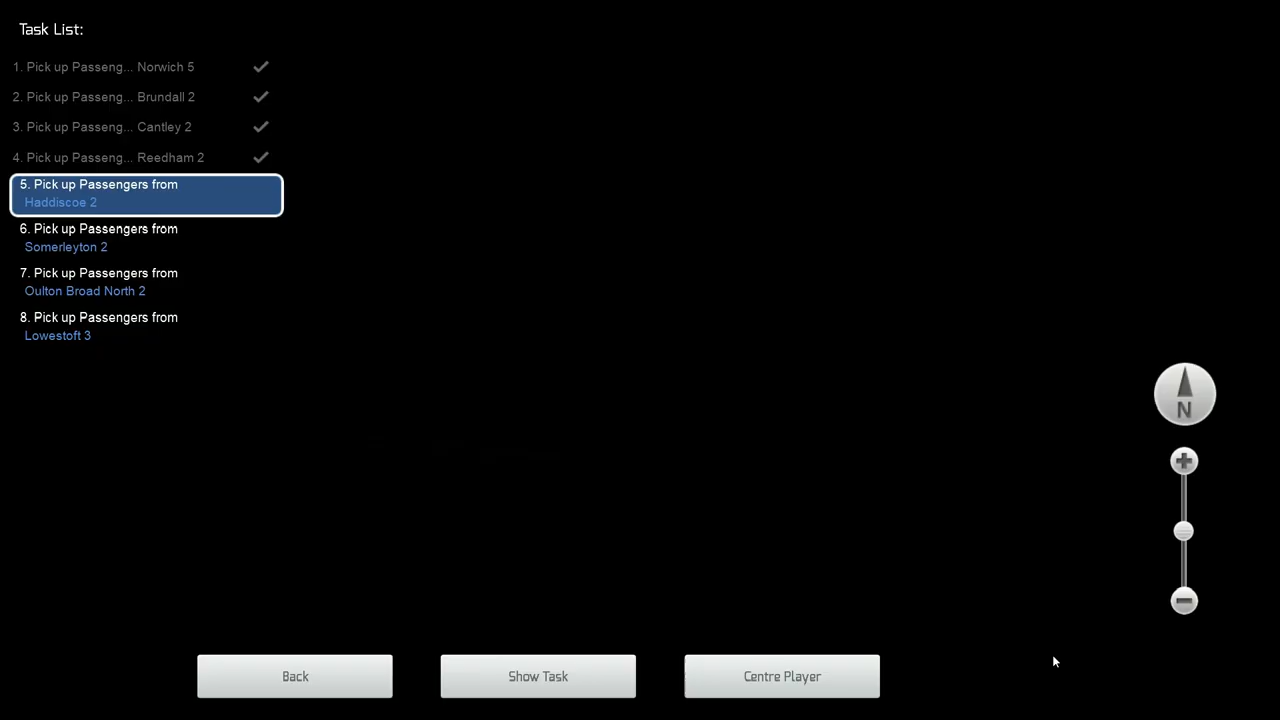 Task List:
1. Pick up Passeng... Norwich 5
2. Pick up Passeng... Brundall 2
3. Pick up Passeng... Cantley 2
4. Pick up Passeng... Reedham 2
5. Pick up Passengers from
Haddiscoe 2
6. Pick up Passengers from
Somerleyton 2
7. Pick up Passengers from
Oulton Broad North 2
8. Pick up Passengers from
Lowestoft 3
N
Back
Show Task
Centre Player